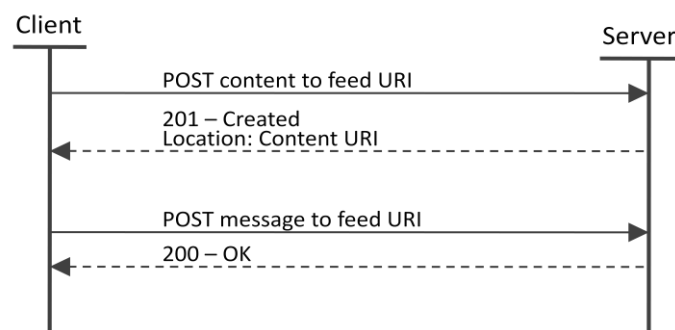 Client
Server
POST content to feed URI
201 – Created
Location: Content URI
POST message to feed URI
200 – OK